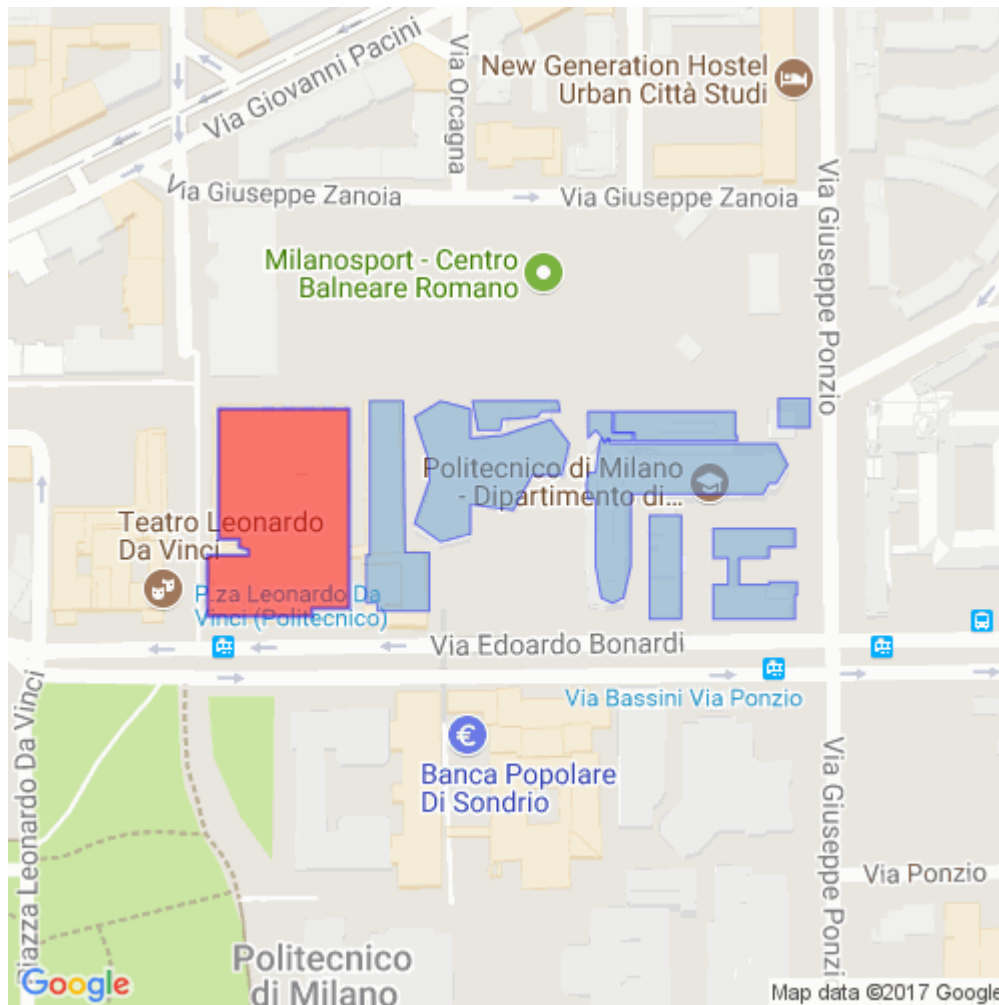 Via Giovanni Pacini
Via Orcagna
New Generation Hostel
Urban Città Studi
Via Giuseppe Zanoia
Via Giuseppe Zanoia
Via Giuseppe Ponzio
Milanosport - Centro
Balneare Romano
Politecnico di Milano
- Dipartimento di...
Teatro Leonardo
Da Vinci
P.za Leonardo Da
Vinci (Politecnico)
Via Edoardo Bonardi
Via Bassini Via Ponzio
Piazza Leonardo Da Vinci
€
Banca Popolare
Di Sondrio
Via Giuseppe Ponzio
Via Ponzio
Politecnico
di Milano
Google
Map data ©2017 Google